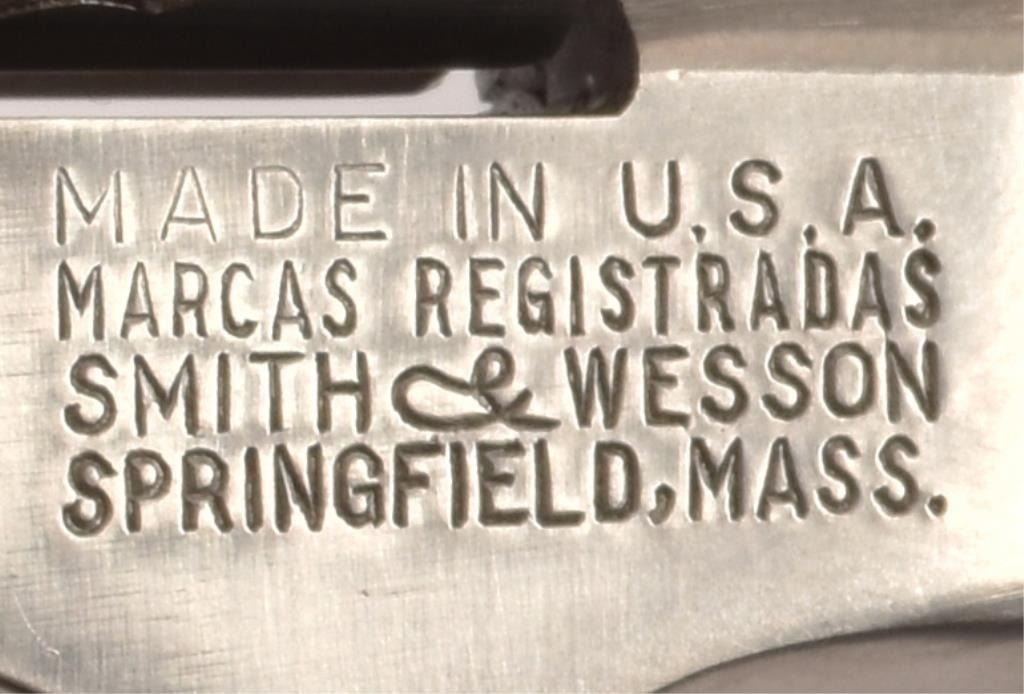 MADE IN U.S.A.
MARCAS REGISTRADAS
SMITH & WESSON
SPRINGFIELD, MASS.